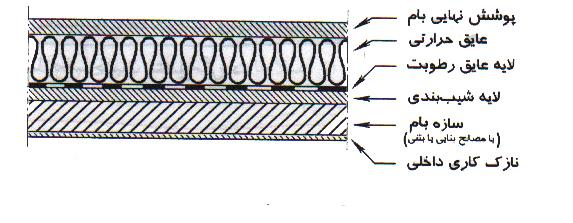 پوشش نهایی بام
عایق حرارتی
لایه عایق رطوبت
لایه شیب‌بندی
سازه بام
(با مصالح بنایی یا بتنی)
نازک کاری داخلی